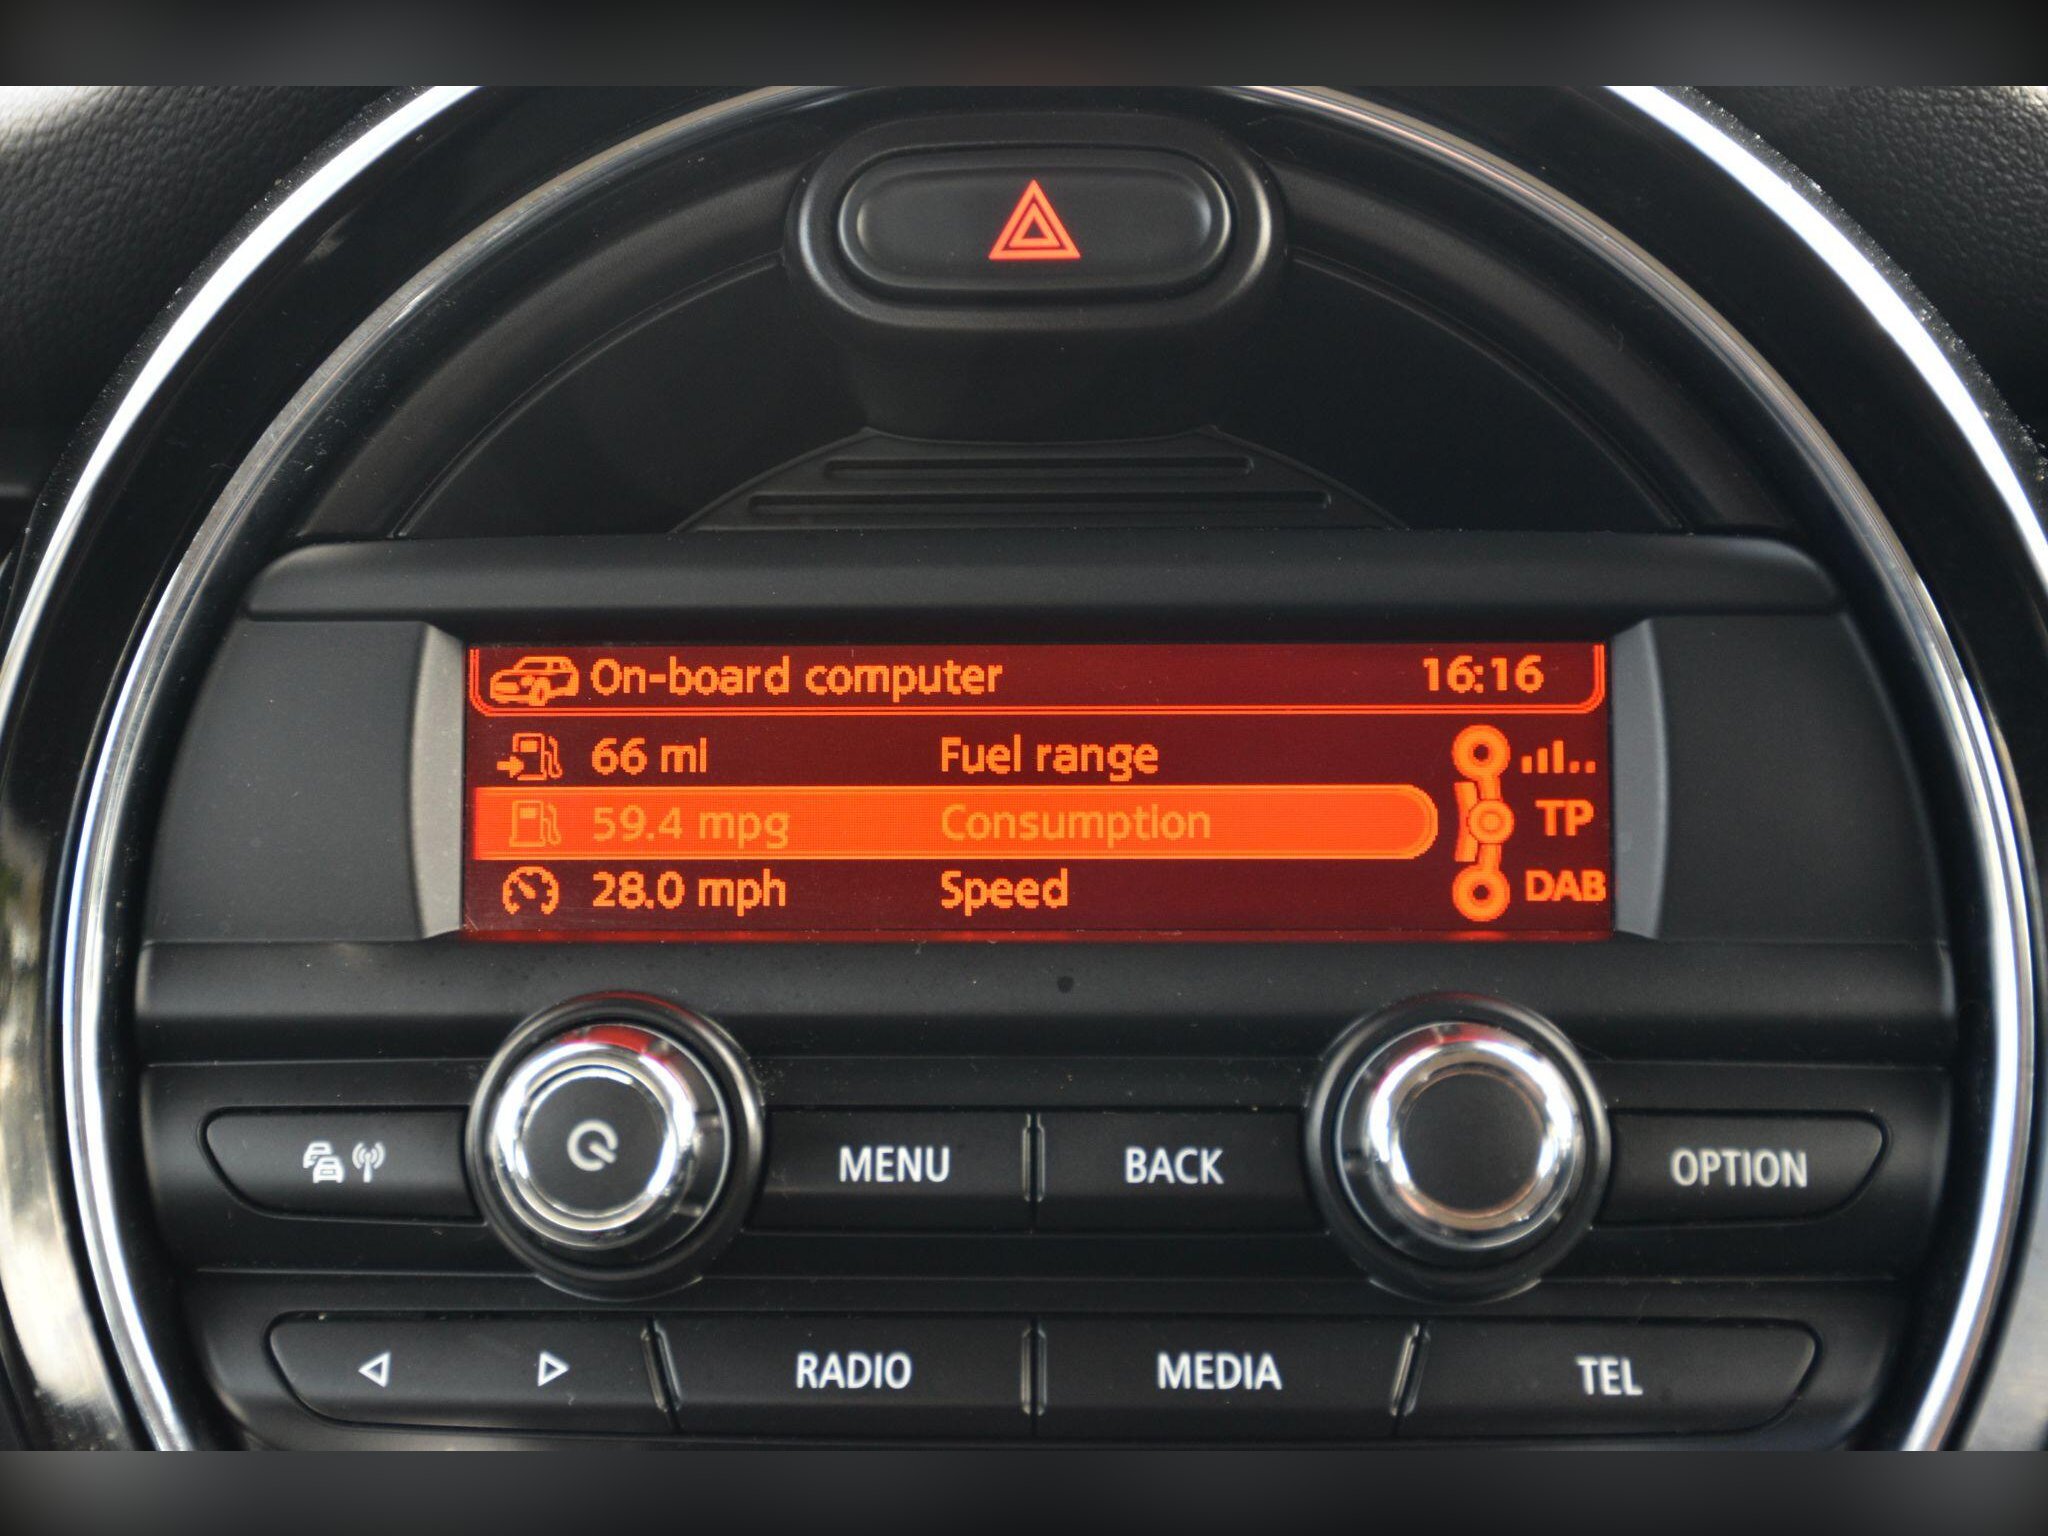 On-board computer 16:16
66 mi Fuel range
59.4 mpg Consumption TP
28.0 mph Speed DAB
MENU BACK OPTION
RADIO MEDIA TEL